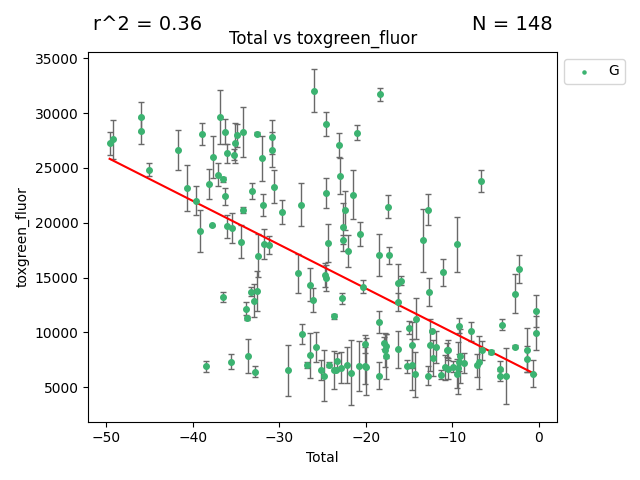 r^2 = 0.36
N = 148
Total vs toxgreen_fluor
G
35000
30000
25000
20000
15000
10000
5000
toxgreen_fluor
−50
−40
−30
−20
−10
0
Total